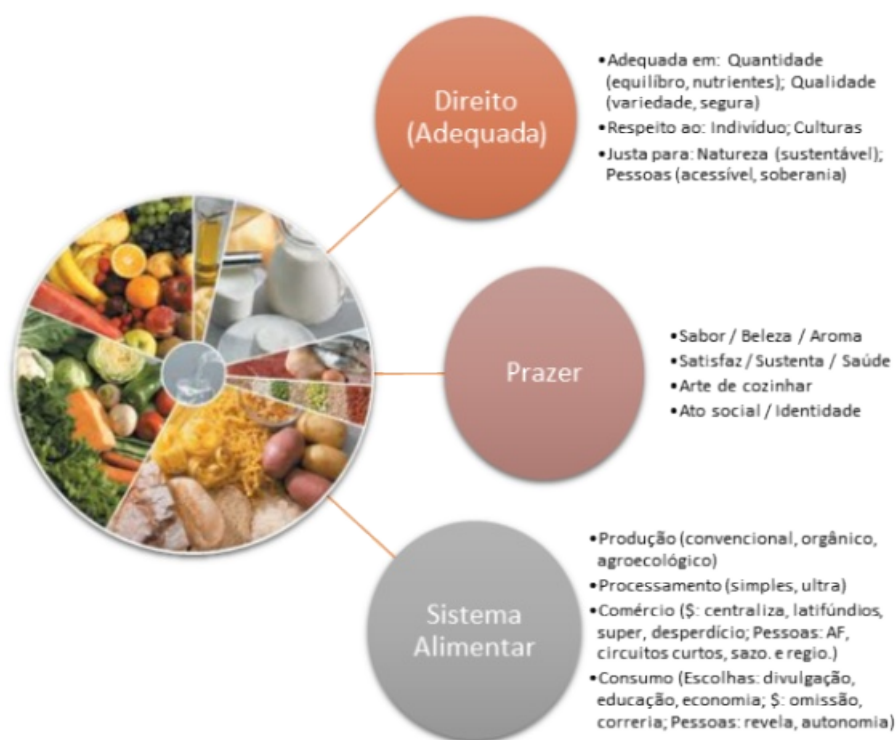 Direito
(Adequada)
•Adequada em: Quantidade
(equilíbro, nutrientes); Qualidade
(variedade, segura)
•Respeito ao: Indivíduo; Culturas
•Justa para: Natureza (sustentável);
Pessoas (acessível, soberania)
Prazer
•Sabor / Beleza / Aroma
•Satisfaz / Sustenta / Saúde
•Arte de cozinhar
•Ato social / Identidade
Sistema
Alimentar
•Produção (convencional, orgânico,
agroecológico)
•Processamento (simples, ultra)
•Comércio ($: centraliza, latifúndios,
super, desperdício; Pessoas: AF,
circuitos curtos, sazo. e regio.)
•Consumo (Escolhas: divulgação,
educação, economia; $: omissão,
correria; Pessoas: revela, autonomia)